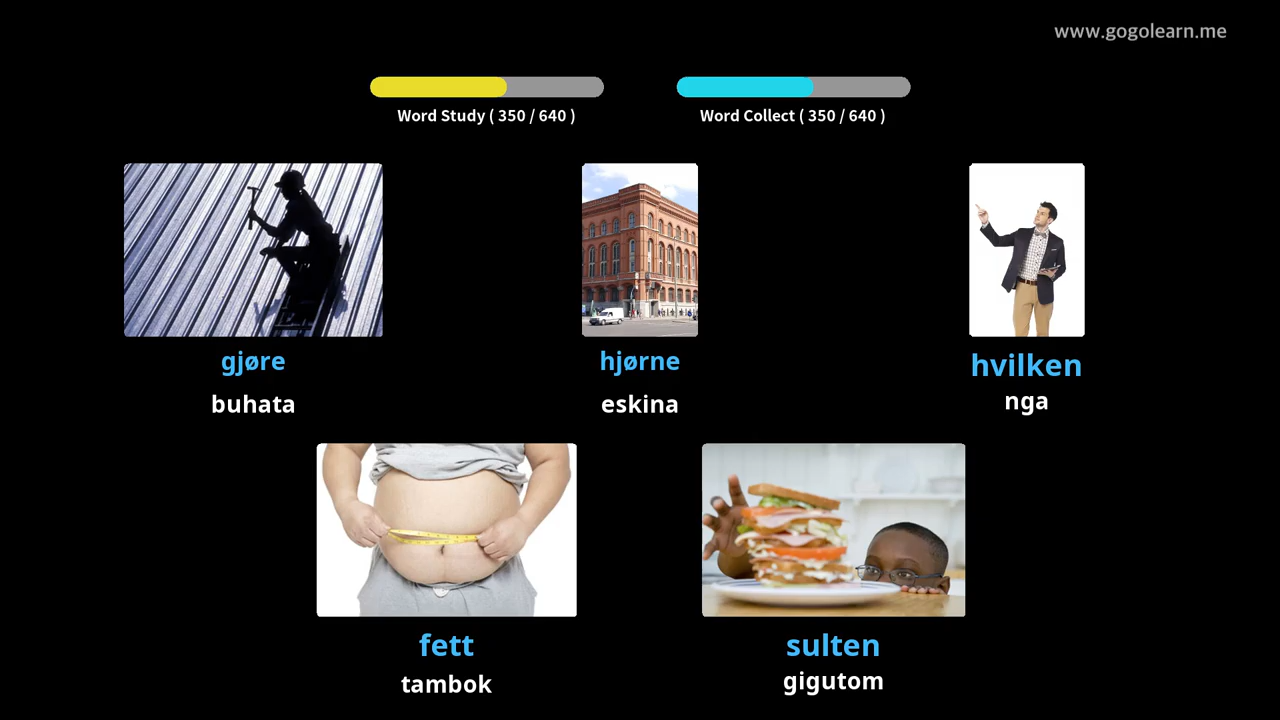 www.gogolearn.me
Word Study ( 350 / 640 )
Word Collect ( 350 / 640 )
gjøre
hjørne
hvilken
buhata
eskina
nga
fett
sulten
tambok
gigutom